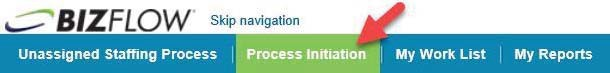 BIZFLOW Skip navigation
Unassigned Staffing Process Process Initiation My Work List My Reports